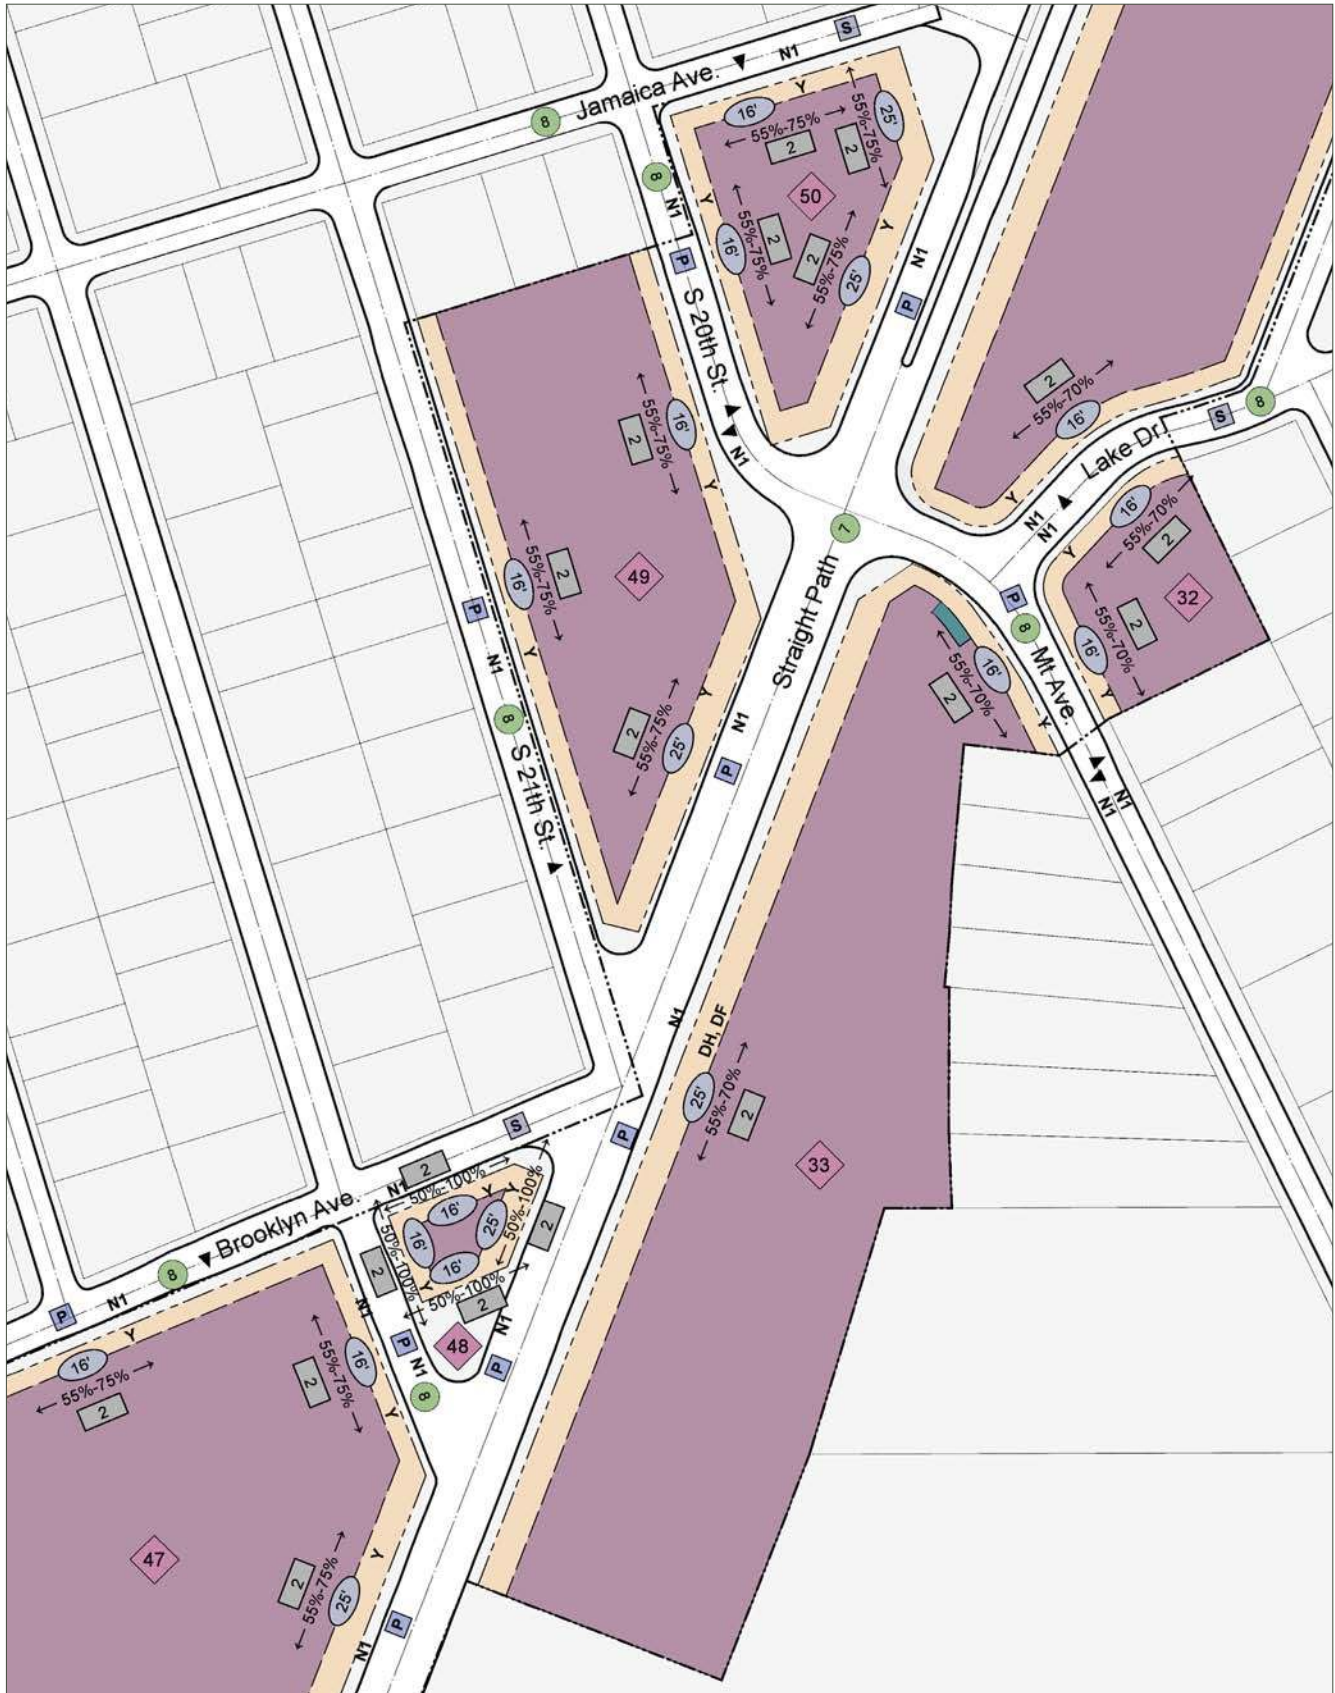 S
N1
Jamaica Ave.
8
Y
16'
25'
55%-75%
2
55%-75%
2
8
N1
50
Y
Y
55%-75%
2
16'
2
55%-75%
25'
N1
P
P
S 20th St.
N1
2
55%-70%
16'
Y
8
S
Lake Dr.
N1
N1
16'
55%-70%
2
Y
55%-75%
2
16'
Y
49
55%-75%
2
16'
P
N1
Y
8
S 21th St.
Straight Path
7
P
8
Mt Ave.
32
55%-70%
2
16'
Y
N1
N1
55%-70%
2
16'
Y
Y
2
55%-75%
25'
N1
P
N1
DH, DF
25'
55%-70%
2
33
P
S
2
N1
50%-100%
Y
Y
16'
25'
16'
16'
50%-100%
2
50%-100%
2
Y
50%-100%
2
N1
N1
48
P
P
N1
8
Brooklyn Ave.
8
N1
P
Y
16'
55%-75%
2
16'
55%-75%
2
Y
47
Y
2
55%-75%
25'
P
N1